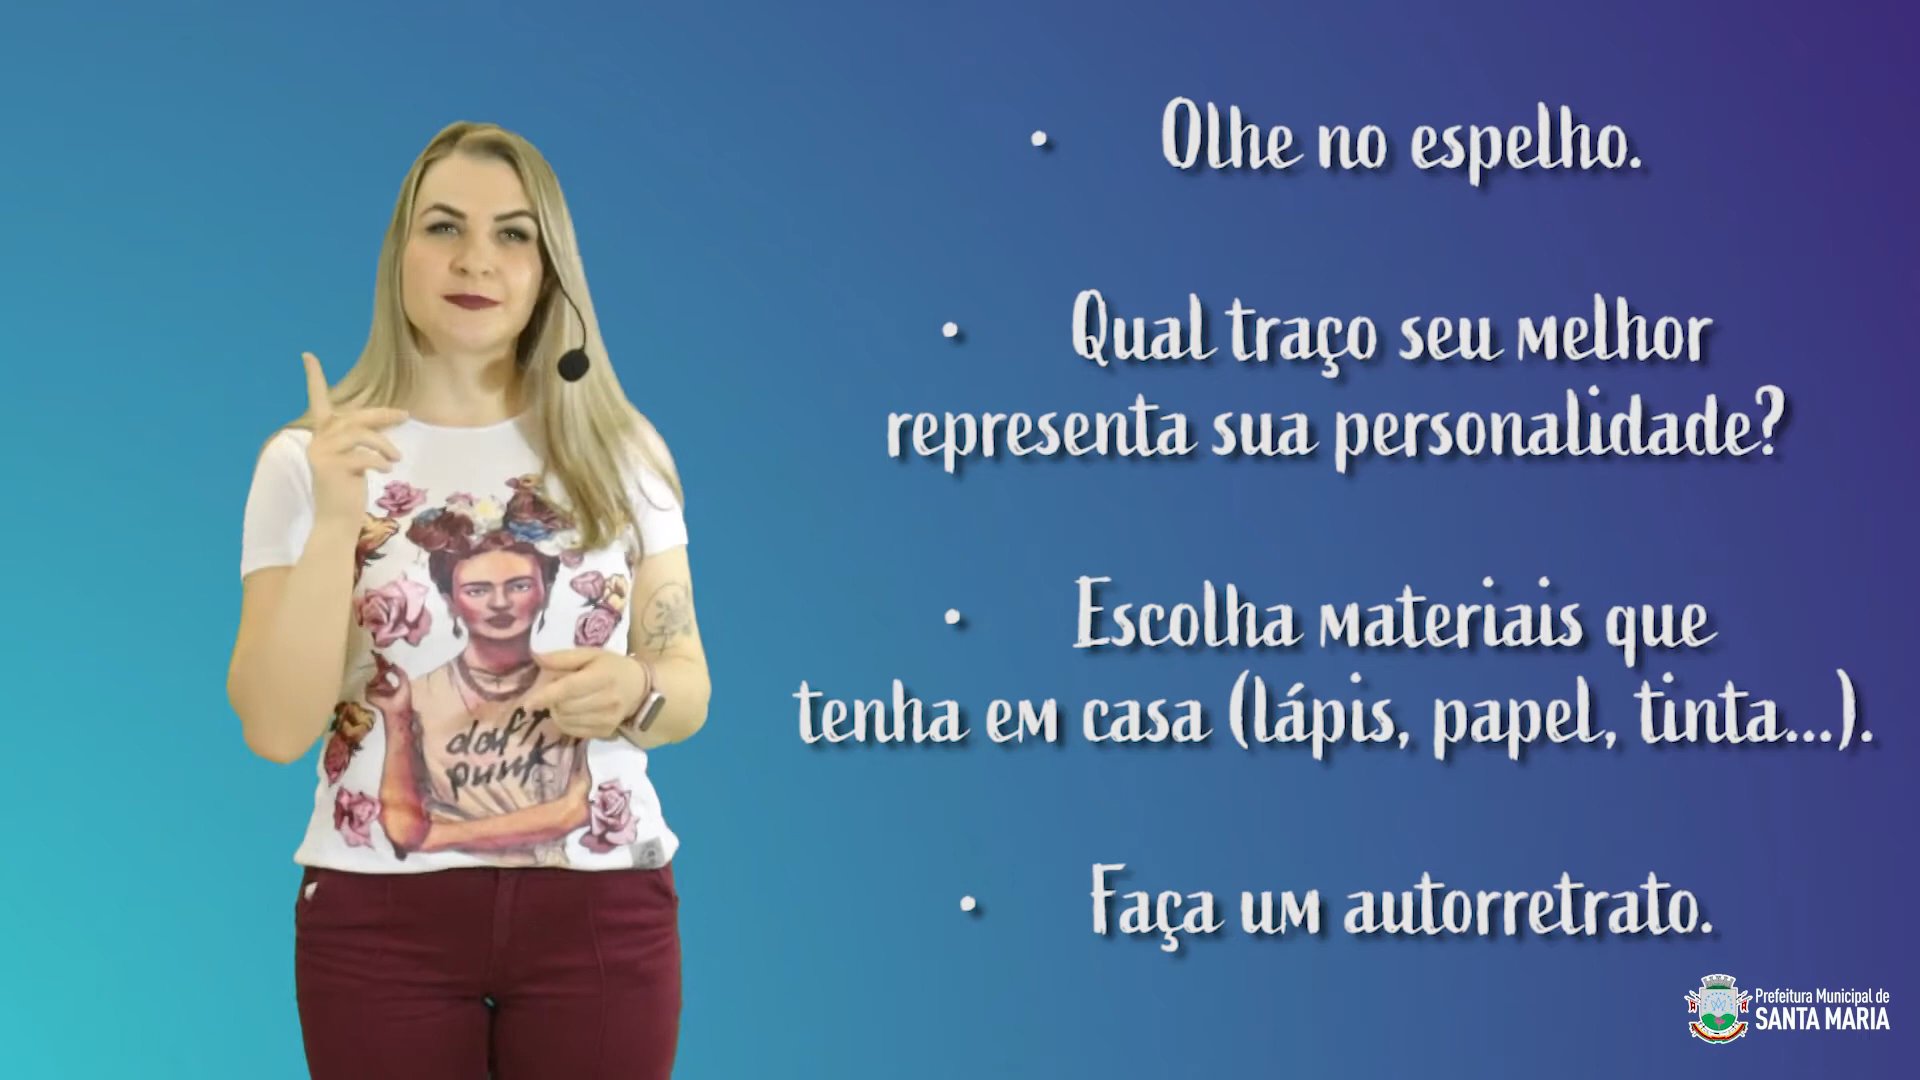 • Olhe no espelho.
• Qual traço seu melhor
representa sua personalidade?
• Escolha materiais que
tenha em casa (lápis, papel, tinta...).
• Faça um autorretrato.
daft
punk
Prefeitura Municipal de
SANTA MARIA